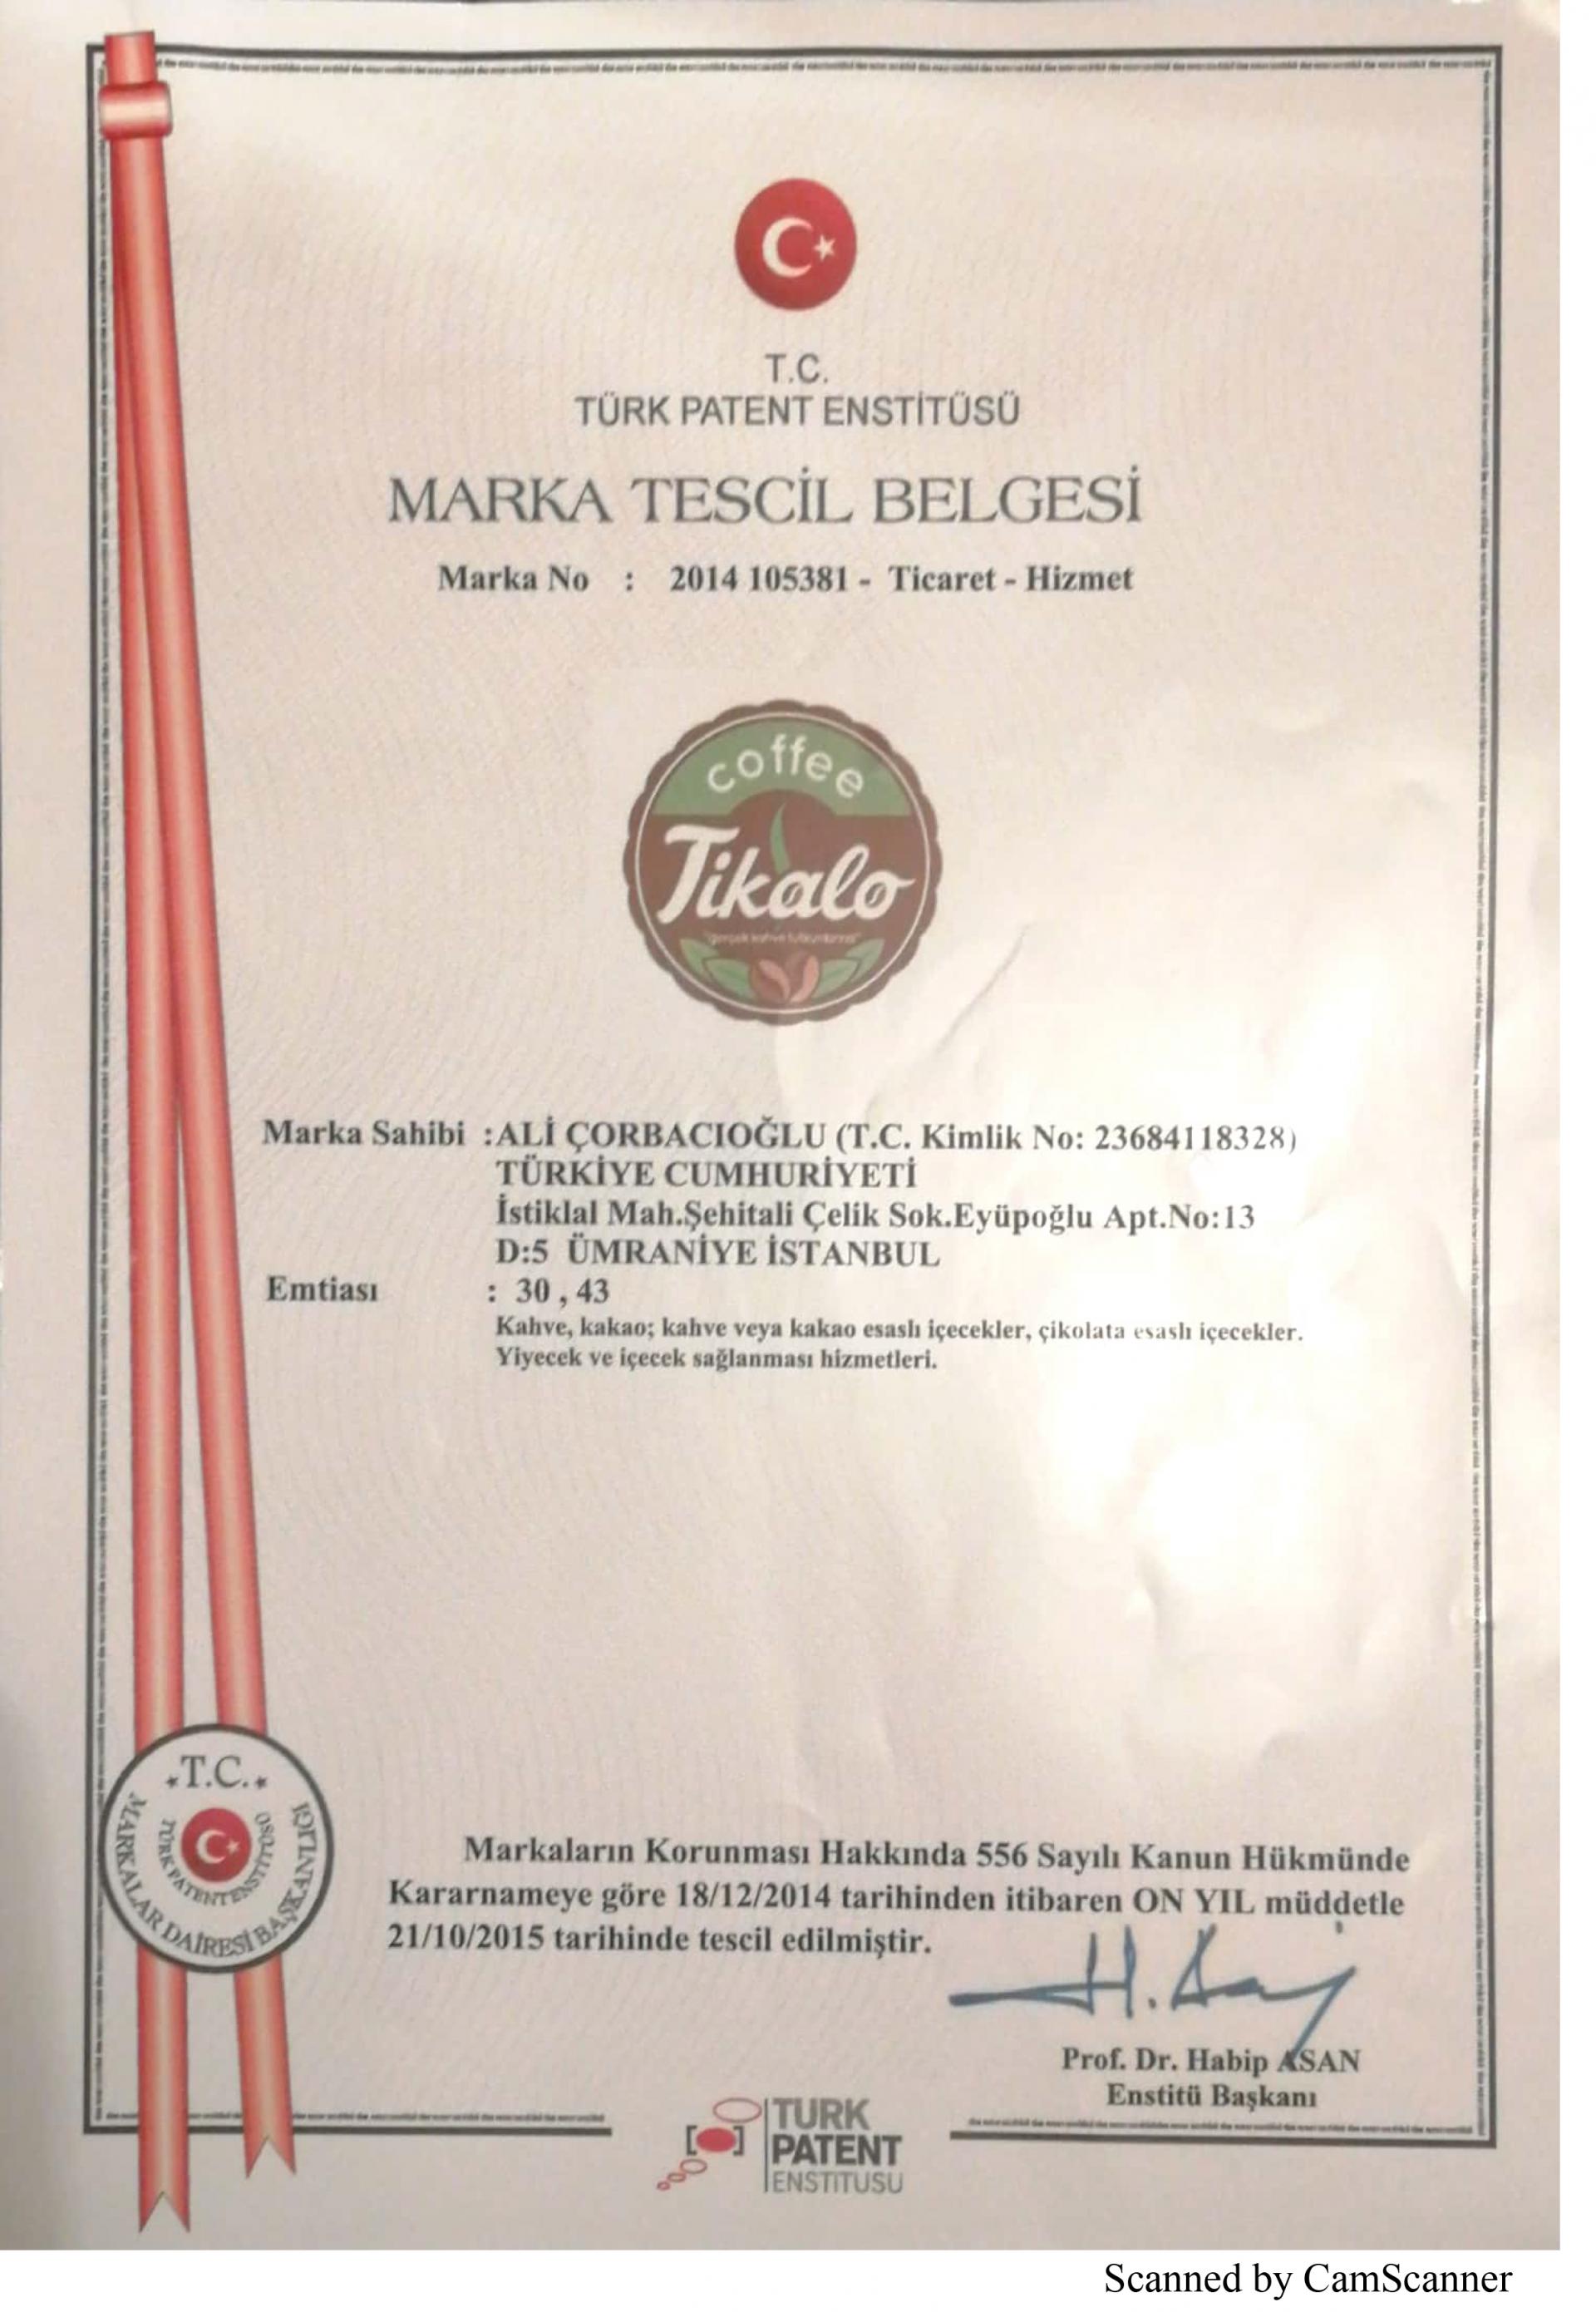 T.C.
TÜRK PATENT ENSTİTÜSÜ
MARKA TESCİL BELGESİ
Marka No : 2014 105381 - Ticaret - Hizmet
coffee
Tikalo
"gerçek kahve tutkunlarına"
Marka Sahibi :ALİ ÇORBACIOĞLU (T.C. Kimlik No: 23684118328)
TÜRKİYE CUMHURİYETİ
İstiklal Mah.Şehitali Çelik Sok.Eyüpoğlu Apt.No:13
D:5 ÜMRANİYE İSTANBUL
Emtiası : 30 , 43
Kahve, kakao; kahve veya kakao esaslı içecekler, çikolata esaslı içecekler.
Yiyecek ve içecek sağlanması hizmetleri.
T.C.
TÜRK PATENT ENSTİTÜSÜ
MARKALAR DAİRESİ BAŞKANLIĞI
Markaların Korunması Hakkında 556 Sayılı Kanun Hükmünde
Kararnameye göre 18/12/2014 tarihinden itibaren ON YIL müddetle
21/10/2015 tarihinde tescil edilmiştir.
Prof. Dr. Habip ASAN
Enstitü Başkanı
TURK
PATENT
ENSTITUSU
Scanned by CamScanner